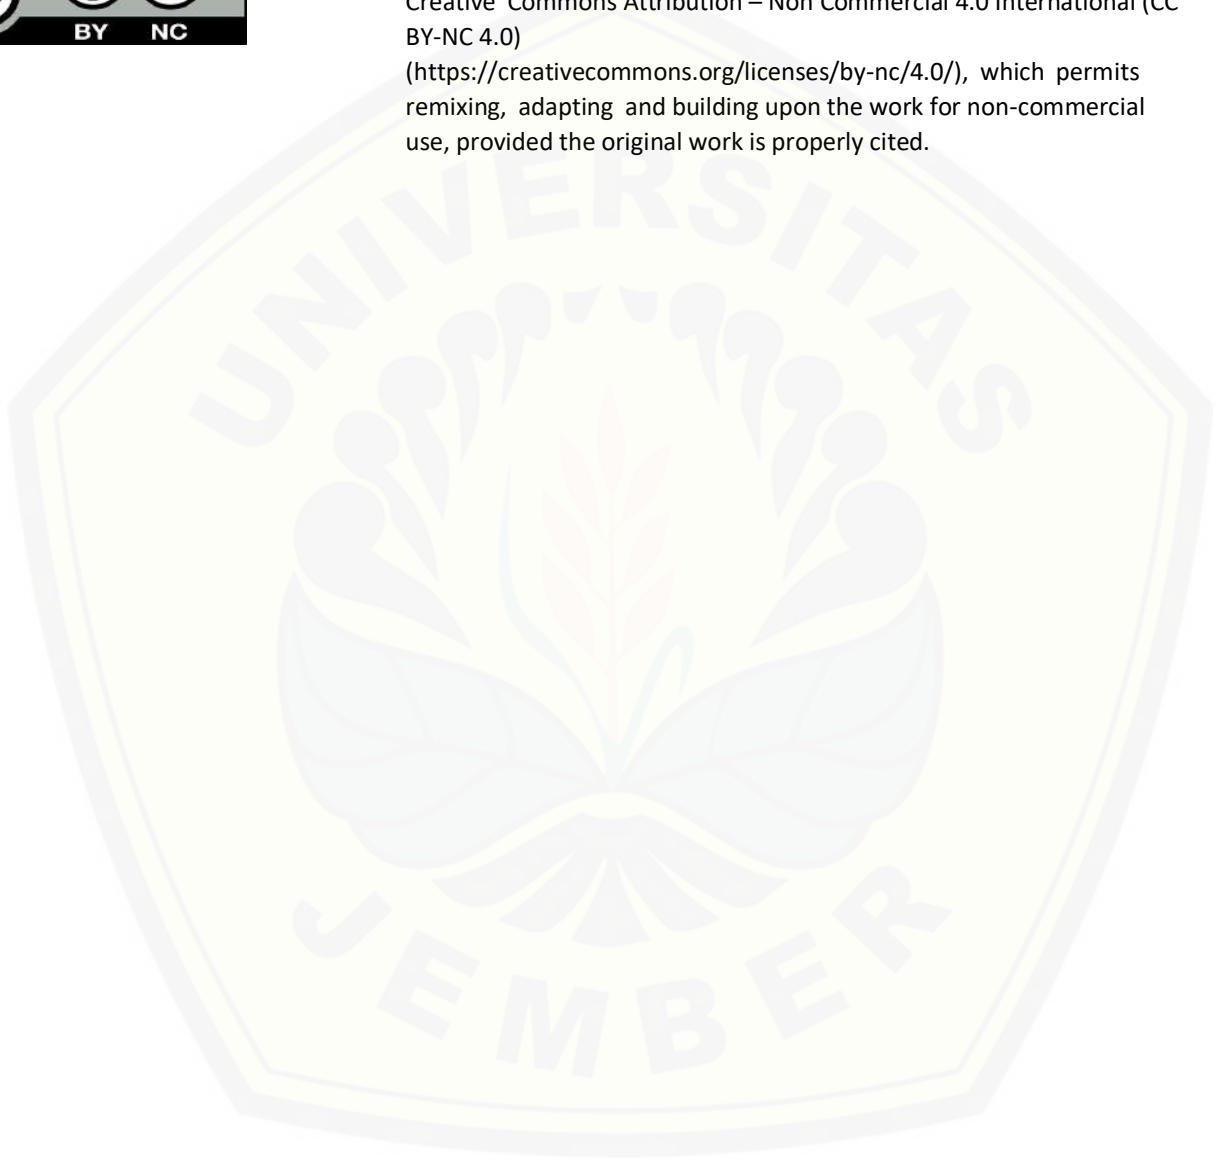 Creative Commons Attribution – Non Commercial 4.0 International (CC
BY-NC 4.0)
(https://creativecommons.org/licenses/by-nc/4.0/), which permits
remixing, adapting and building upon the work for non-commercial
use, provided the original work is properly cited.
BY NC
UNIVERSITAS
JEMBER